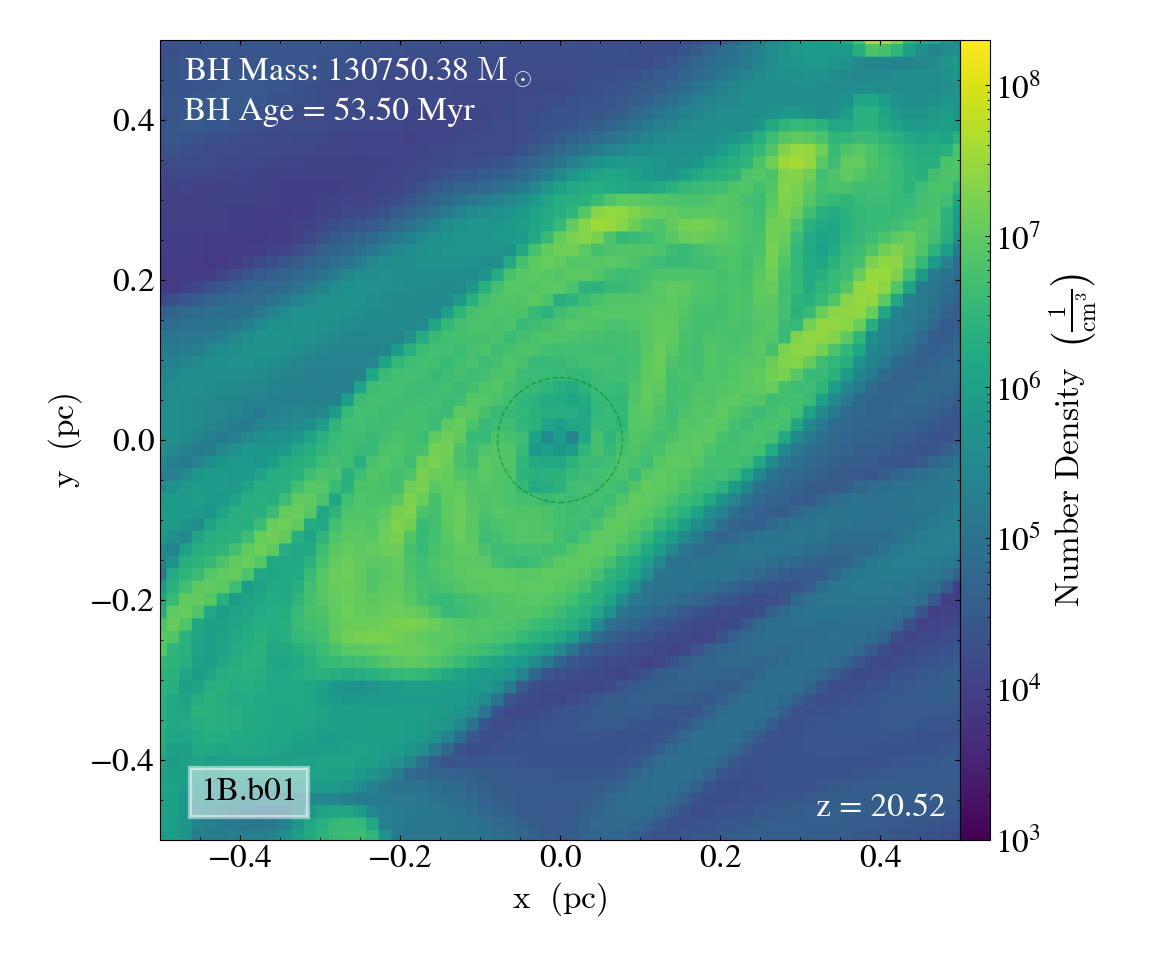 BH Mass: 130750.38 M⊙
BH Age = 53.50 Myr
1B.b01
z = 20.52
0.4
0.2
0.0
−0.2
−0.4
y (pc)
−0.4 −0.2 0.0 0.2 0.4
x (pc)
10⁸
10⁷
10⁶
10⁵
10⁴
10³
Number Density (1/cm³)